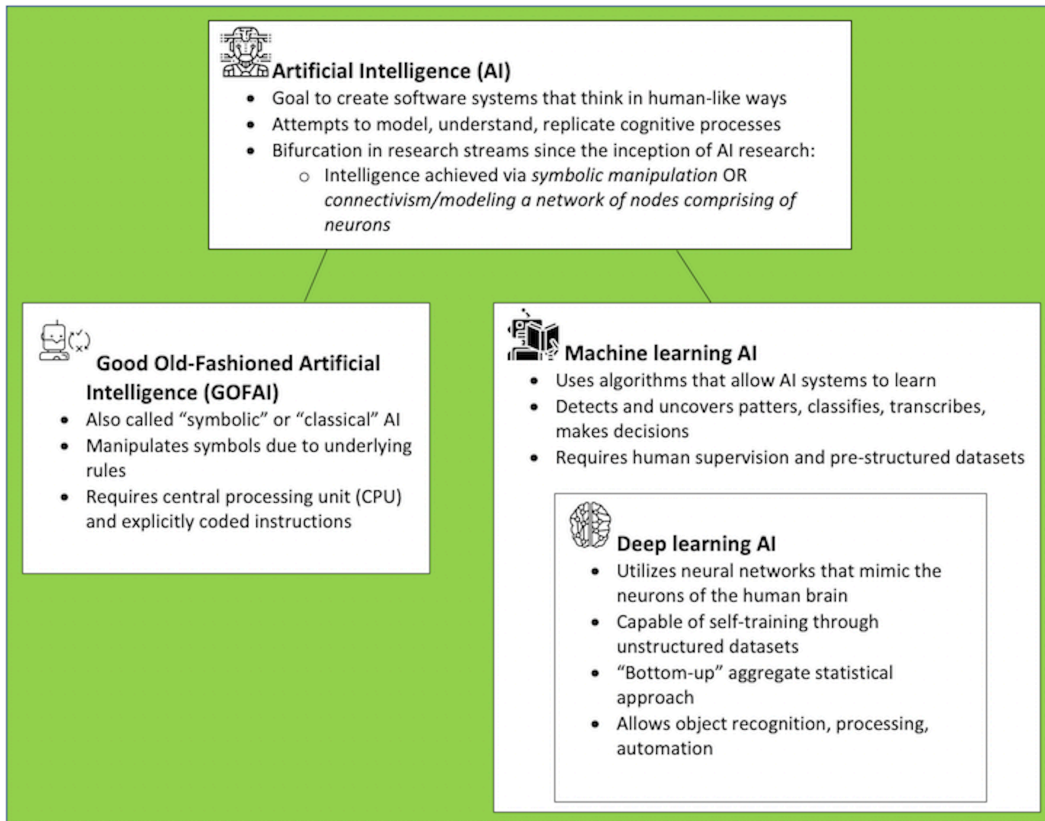 Artificial Intelligence (AI)
• Goal to create software systems that think in human-like ways
• Attempts to model, understand, replicate cognitive processes
• Bifurcation in research streams since the inception of AI research:
o Intelligence achieved via symbolic manipulation OR
connectivism/modeling a network of nodes comprising of
neurons
Good Old-Fashioned Artificial
Intelligence (GOFAI)
• Also called “symbolic” or “classical” AI
• Manipulates symbols due to underlying
rules
• Requires central processing unit (CPU)
and explicitly coded instructions
Machine learning AI
• Uses algorithms that allow AI systems to learn
• Detects and uncovers patters, classifies, transcribes,
makes decisions
• Requires human supervision and pre-structured datasets
Deep learning AI
• Utilizes neural networks that mimic the
neurons of the human brain
• Capable of self-training through
unstructured datasets
• “Bottom-up” aggregate statistical
approach
• Allows object recognition, processing,
automation